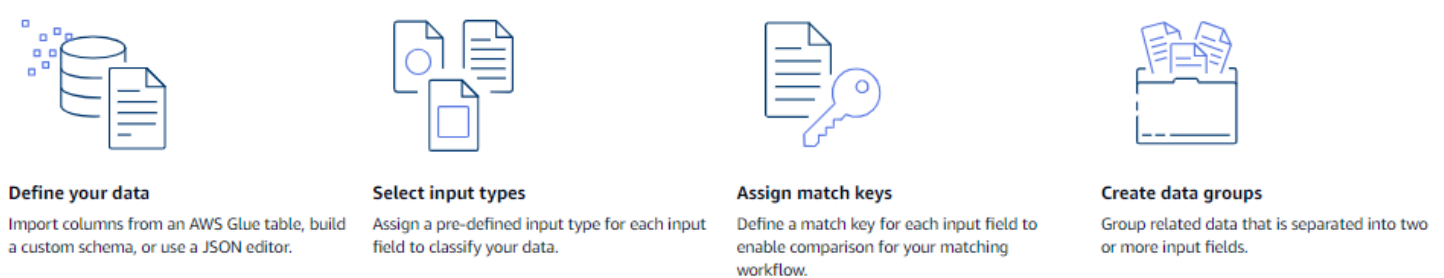 Define your data
Import columns from an AWS Glue table, build
a custom schema, or use a JSON editor.
Select input types
Assign a pre-defined input type for each input
field to classify your data.
Assign match keys
Define a match key for each input field to
enable comparison for your matching
workflow.
Create data groups
Group related data that is separated into two
or more input fields.